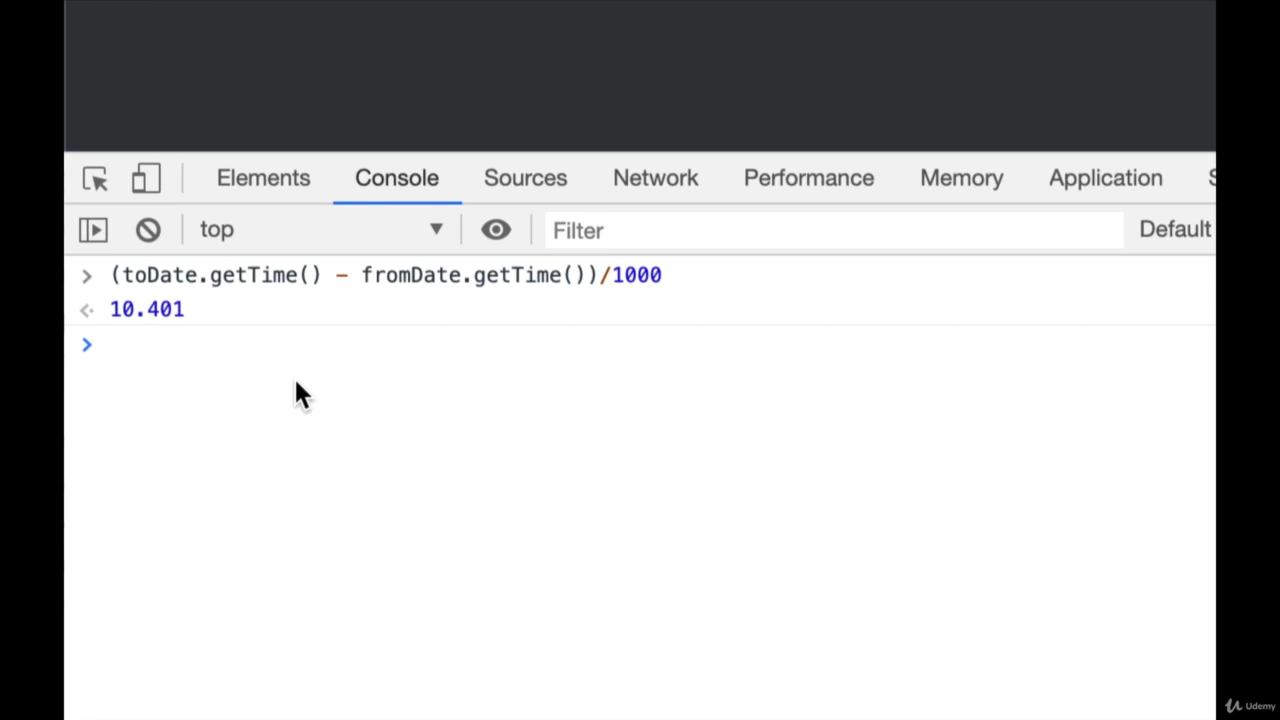 Elements Console Sources Network Performance Memory Application
top Filter Default
(toDate.getTime() - fromDate.getTime())/1000
10.401
Udemy